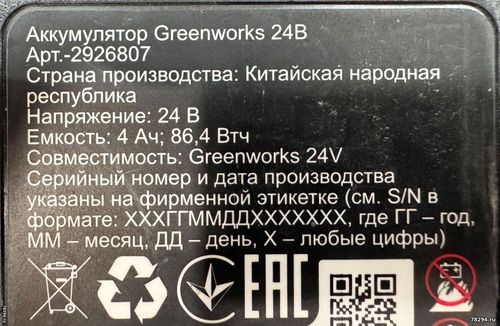 Аккумулятор Greenworks 24В
Арт.-2926807
Страна производства: Китайская народная
республика
Напряжение: 24 В
Емкость: 4 Ач; 86,4 Втч
Совместимость: Greenworks 24V
Серийный номер и дата производства
указаны на фирменной этикетке (см. S/N в
формате: XXXГГММДДXXXXXXX, где ГГ – год,
ММ – месяц, ДД – день, X – любые цифры)
EAC
78294.ru